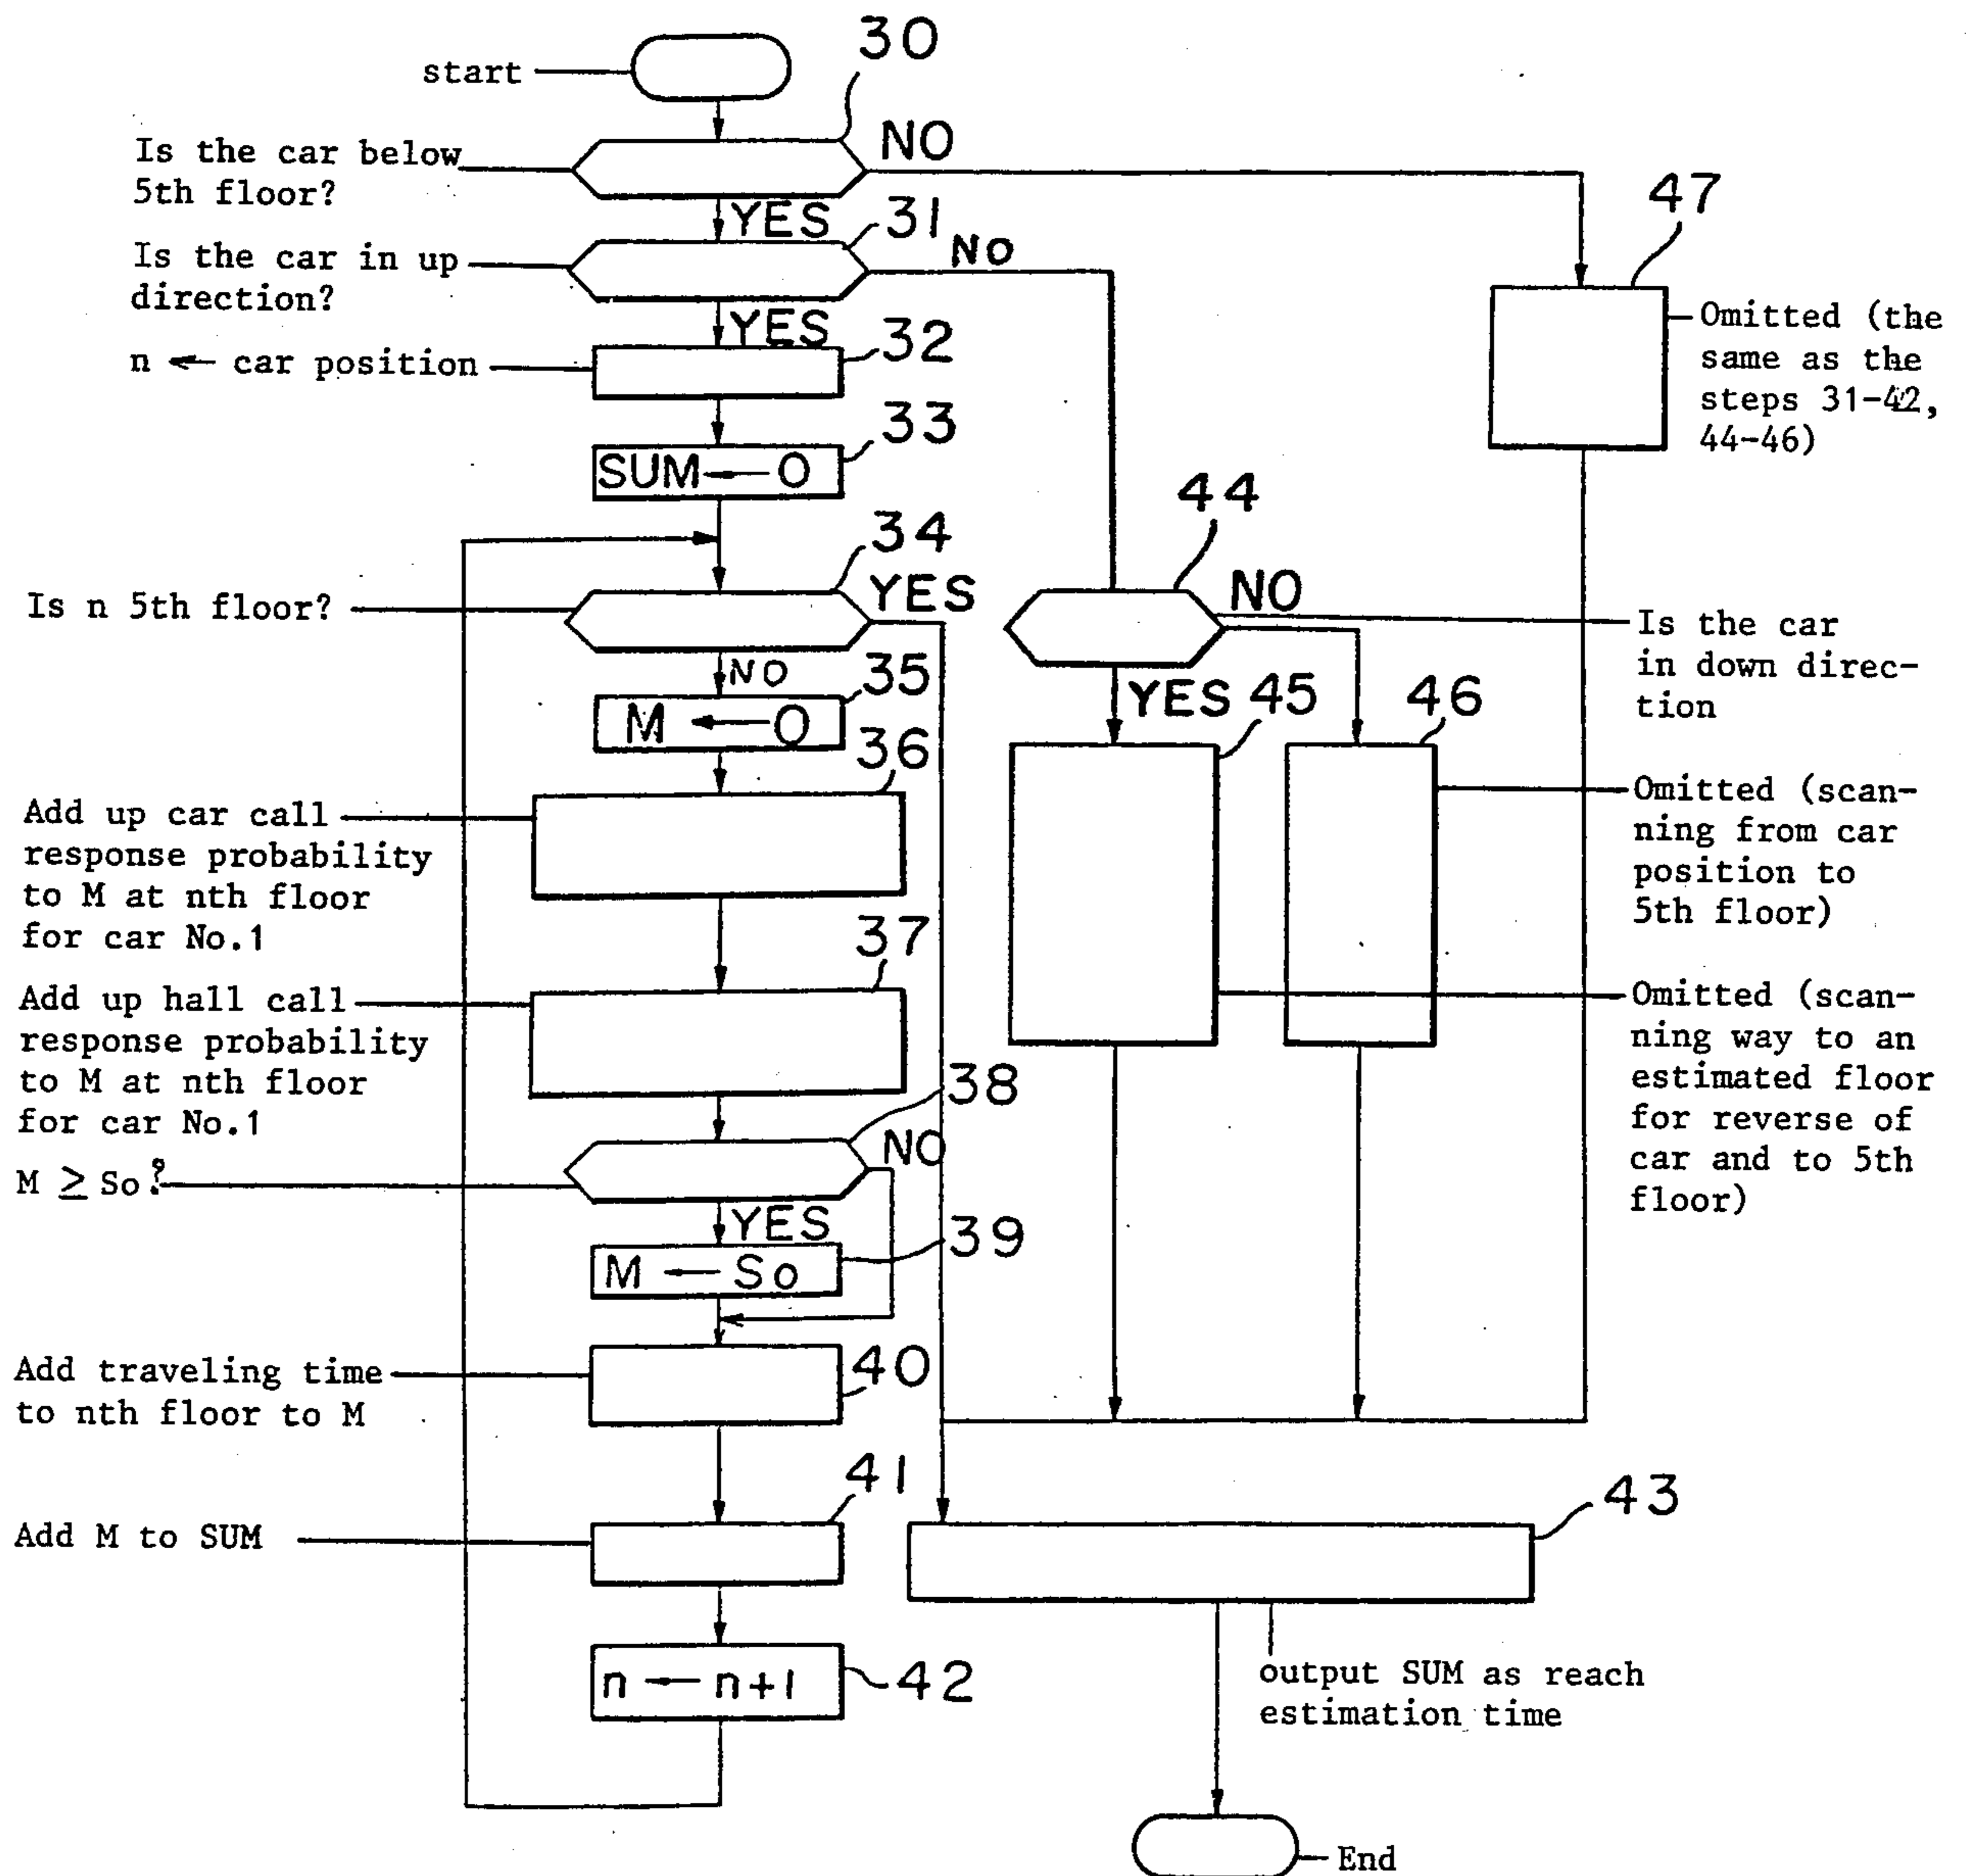 30
start
NO
Is the car below
5th floor?
47
YES
31
NO
Is the car in up
direction?
Omitted (the
same as the
steps 31-42,
44-46)
YES
32
n ← car position
33
SUM ← 0
44
34
YES
NO
Is n 5th floor?
Is the car
in down direc-
tion
NO
35
YES
45
46
M ← 0
36
Omitted (scan-
ning from car
position to
5th floor)
Add up car call
response probability
to M at nth floor
for car No.1
37
Add up hall call
response probability
to M at nth floor
for car No.1
Omitted (scan-
ning way to an
estimated floor
for reverse of
car and to 5th
floor)
38
NO
M ≥ So?
YES
39
M ← So
40
Add traveling time
to nth floor to M
41
43
Add M to SUM
n ← n+1
42
output SUM as reach
estimation time
End